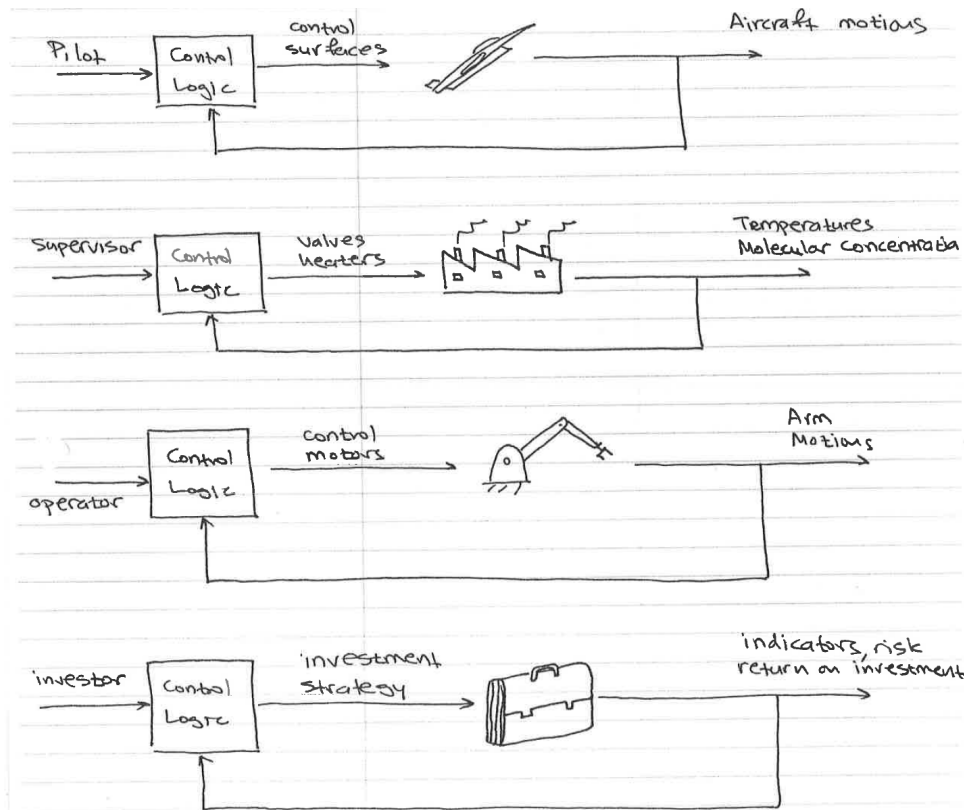 Pilot
Control
Logic
control
surfaces
Aircraft motions
Supervisor
Control
Logic
valves
heaters
Temperatures
Molecular concentratia
operator
Control
Logic
control
motors
Arm
Motions
investor
Control
Logic
investment
strategy
indicators, risk
return on investment